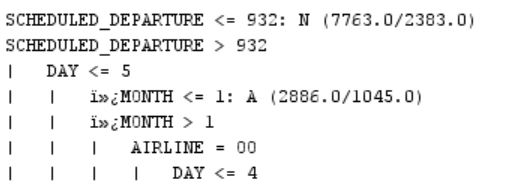 SCHEDULED_DEPARTURE <= 932: N (7763.0/2383.0)
SCHEDULED_DEPARTURE > 932
|   DAY <= 5
|   |   ï»¿MONTH <= 1: A (2886.0/1045.0)
|   |   ï»¿MONTH > 1
|   |   |   AIRLINE = OO
|   |   |   |   DAY <= 4